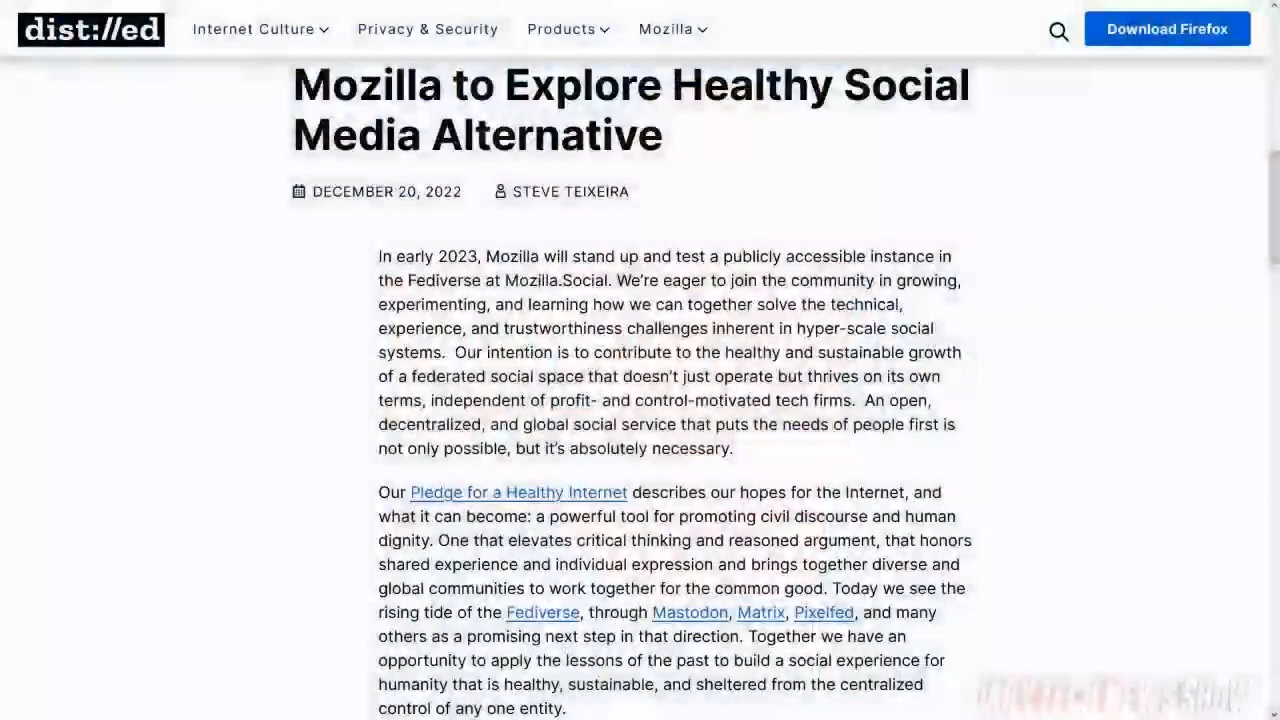 dist://ed Internet Culture Privacy & Security Products Mozilla Download Firefox
Mozilla to Explore Healthy Social
Media Alternative
DECEMBER 20, 2022 STEVE TEIXEIRA
In early 2023, Mozilla will stand up and test a publicly accessible instance in
the Fediverse at Mozilla.Social. We’re eager to join the community in growing,
experimenting, and learning how we can together solve the technical,
experience, and trustworthiness challenges inherent in hyper-scale social
systems.  Our intention is to contribute to the healthy and sustainable growth
of a federated social space that doesn’t just operate but thrives on its own
terms, independent of profit- and control-motivated tech firms.  An open,
decentralized, and global social service that puts the needs of people first is
not only possible, but it’s absolutely necessary.
Our Pledge for a Healthy Internet describes our hopes for the Internet, and
what it can become: a powerful tool for promoting civil discourse and human
dignity. One that elevates critical thinking and reasoned argument, that honors
shared experience and individual expression and brings together diverse and
global communities to work together for the common good. Today we see the
rising tide of the Fediverse, through Mastodon, Matrix, Pixelfed, and many
others as a promising next step in that direction. Together we have an
opportunity to apply the lessons of the past to build a social experience for
humanity that is healthy, sustainable, and sheltered from the centralized
control of any one entity.